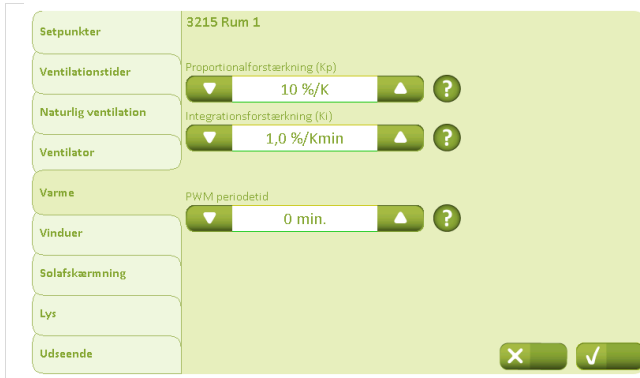 3215 Rum 1
Setpunkter
Ventilationstider
Naturlig ventilation
Ventilator
Varme
Vinduer
Solafskærmning
Lys
Udseende
Proportionalforstærkning (Kp)
10 %/K
?
Integrationsforstærkning (Ki)
1,0 %/Kmin
?
PWM periodetid
0 min.
?